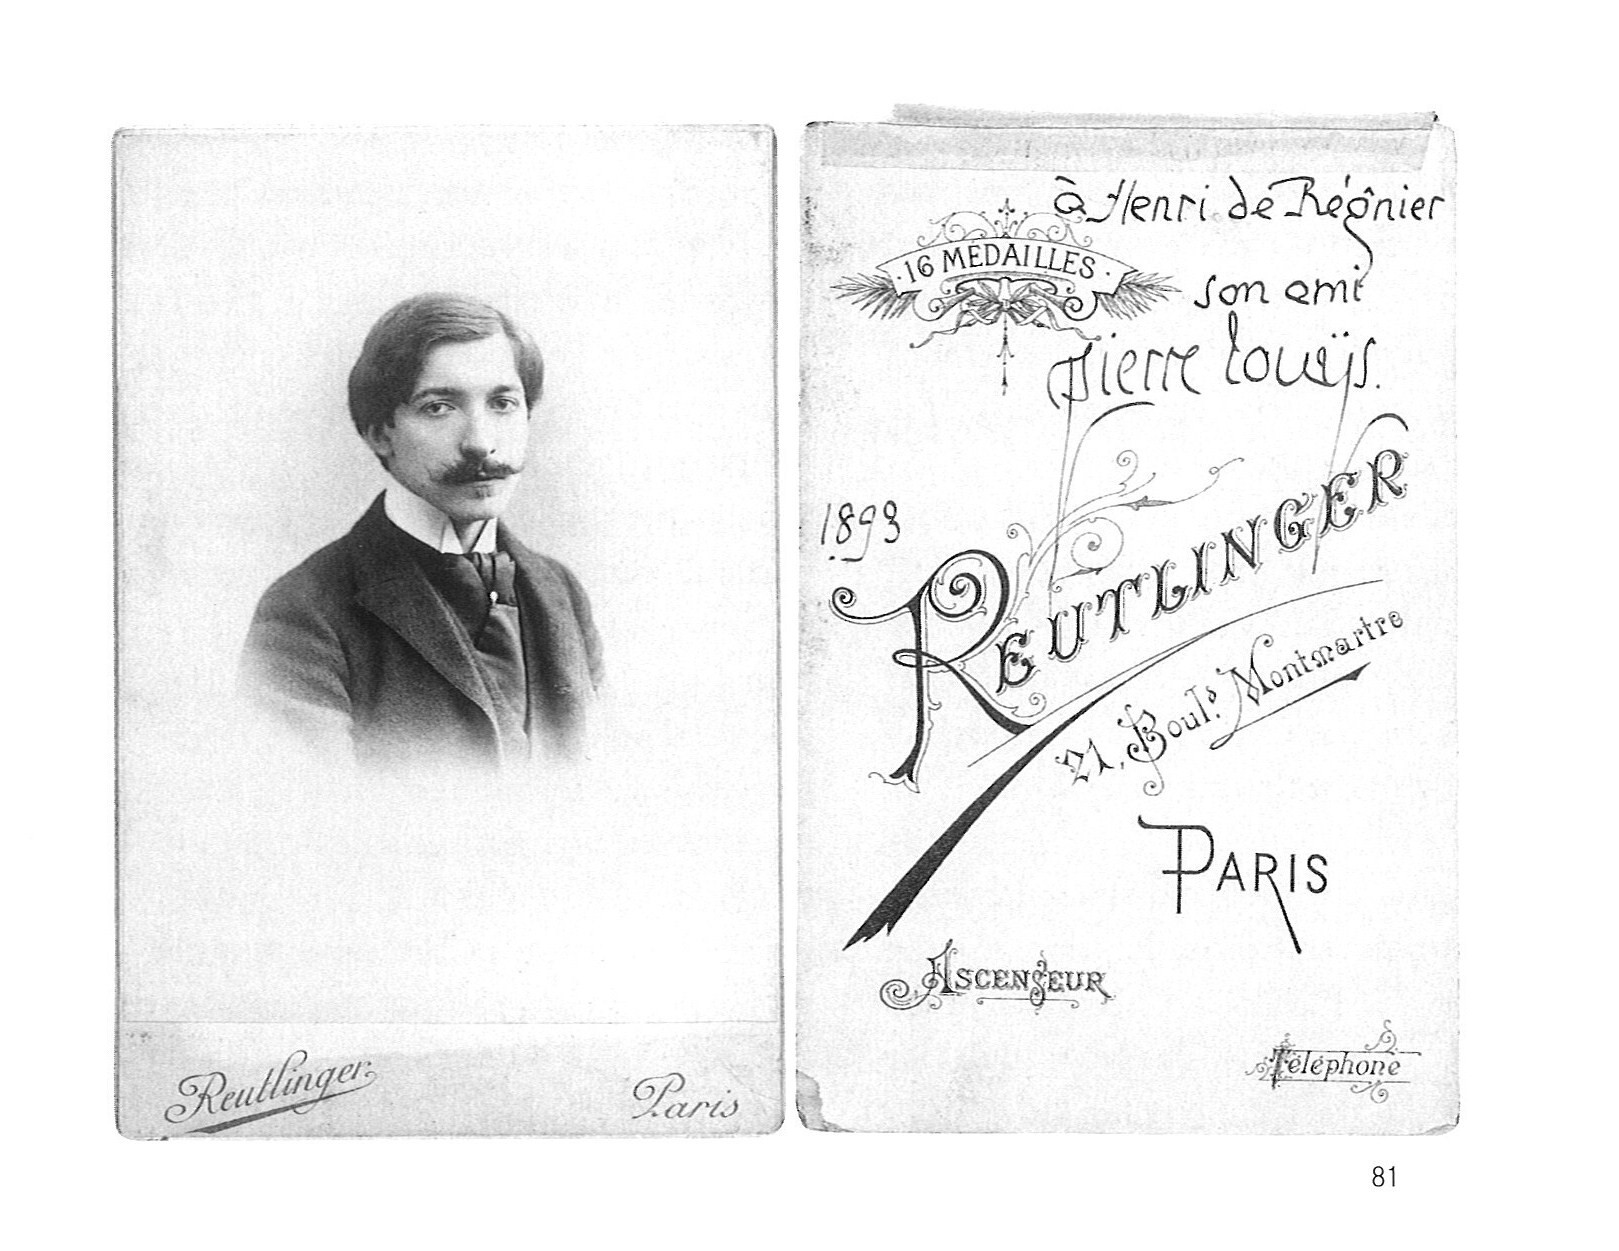 Reutlinger
Paris
à Henri de Régnier
16 MÉDAILLES
son ami
Pierre Louÿs.
1893
REUTLINGER
21, Boul.d Montmartre
PARIS
ASCENSEUR
Téléphone
81